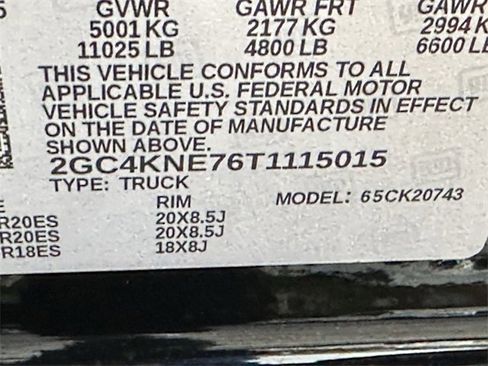 GVWR GAWR FRT GAWR
5001 KG 2177 KG 2994 K
11025 LB 4800 LB 6600 LB
THIS VEHICLE CONFORMS TO ALL
APPLICABLE U.S. FEDERAL MOTOR
VEHICLE SAFETY STANDARDS IN EFFECT
ON THE DATE OF MANUFACTURE
SHOWN ABOVE.
2GC4KNE76T1115015
TYPE: TRUCK MODEL: 65CK20743
RIM
R20ES 20X8.5J
R20ES 20X8.5J
R18ES 18X8J